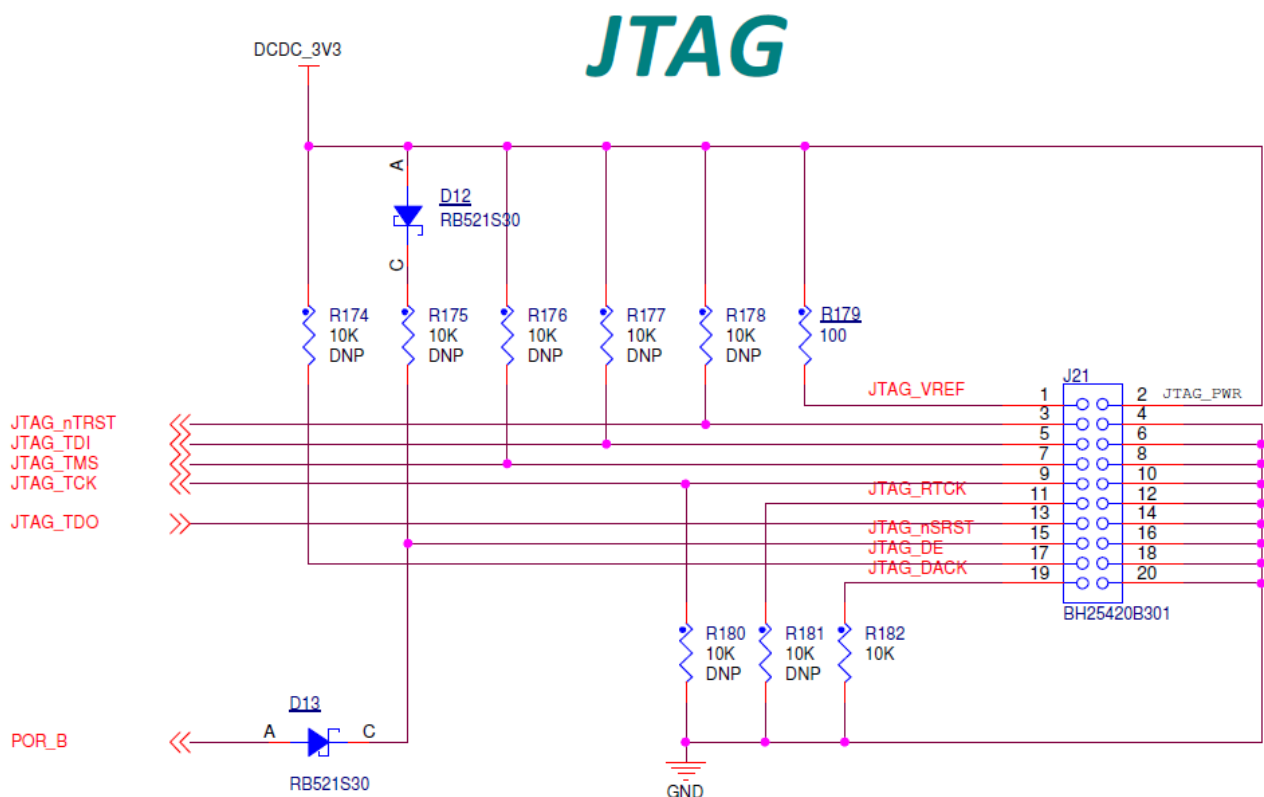 JTAG
DCDC_3V3
A
D12
RB521S30
C
R174
10K
DNP
R175
10K
DNP
R176
10K
DNP
R177
10K
DNP
R178
10K
DNP
R179
100
J21
JTAG_VREF
1
2
JTAG_PWR
JTAG_nTRST
3
4
JTAG_TDI
5
6
JTAG_TMS
7
8
JTAG_TCK
9
10
JTAG_RTCK
11
12
JTAG_TDO
13
14
JTAG_nSRST
15
16
JTAG_DE
17
18
JTAG_DACK
19
20
BH25420B301
R180
10K
DNP
R181
10K
DNP
R182
10K
D13
POR_B
A
C
RB521S30
GND